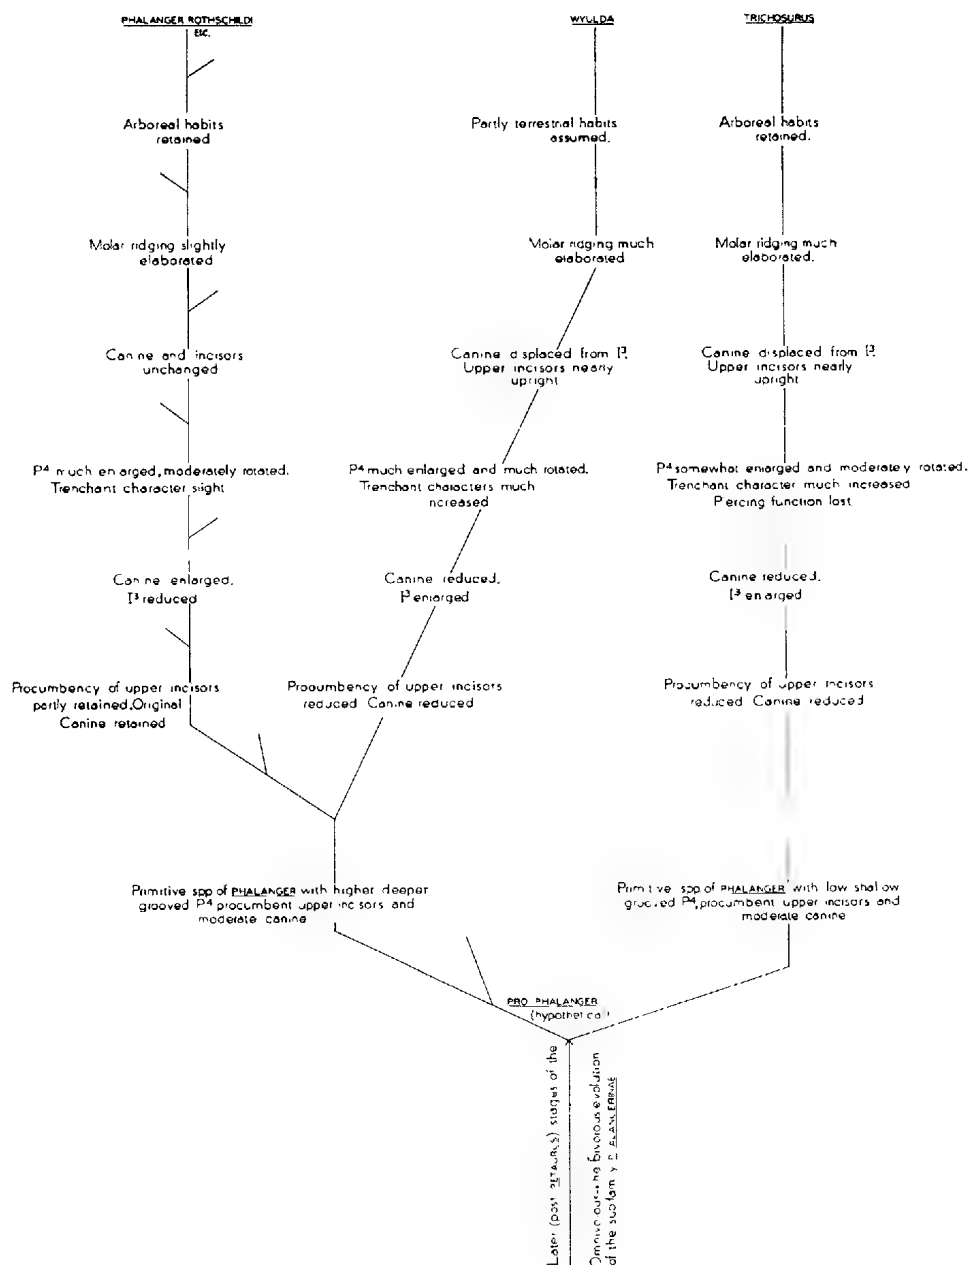 PHALANGER ROTHSCHILDI
ETC.
WYULDA
TRICHOSURUS
Arboreal habits
retained
Partly terrestrial habits
assumed.
Arboreal habits
retained.
Molar ridging slightly
elaborated
Molar ridging much
elaborated
Molar ridging much
elaborated.
Canine and incisors
unchanged
Canine displaced from I³.
Upper incisors nearly
upright
Canine displaced from I³.
Upper incisors nearly
upright
P⁴ much enlarged, moderately rotated.
Trenchant character slight
P⁴ much enlarged and much rotated.
Trenchant characters much
increased
P⁴ somewhat enlarged and moderately rotated.
Trenchant character much increased
Piercing function lost
Canine enlarged.
I³ reduced
Canine reduced.
I³ enlarged
Canine reduced.
I³ enlarged
Procumbency of upper incisors
partly retained. Original
Canine retained
Procumbency of upper incisors
reduced Canine reduced
Procumbency of upper incisors
reduced Canine reduced
Primitive spp of PHALANGER with higher deeper
grooved P⁴ procumbent upper incisors and
moderate canine
Primitive spp of PHALANGER with low shallow
grooved P⁴, procumbent upper incisors and
moderate canine
PRO PHALANGER
(hypothetical)
Later (post PETAURUS) stages of the
Omnivorous-herbivorous evolution
of the subfamily PHALANGERINAE